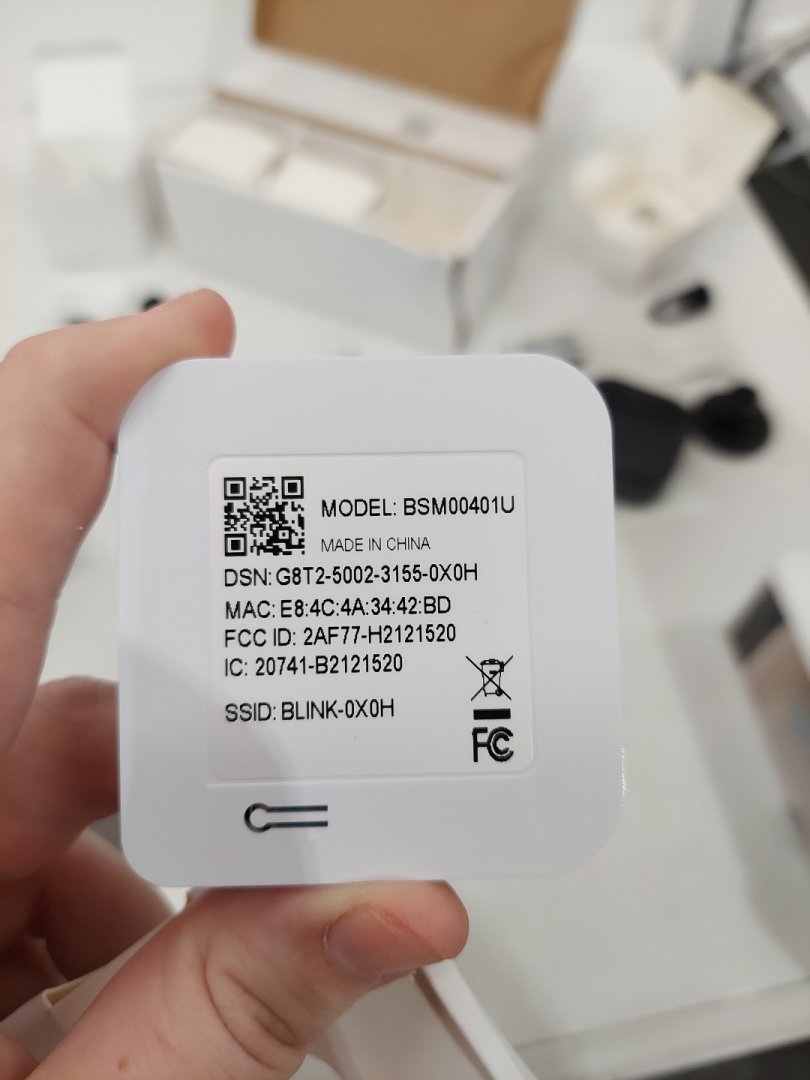 MODEL: BSM00401U
MADE IN CHINA
DSN: G8T2-5002-3155-0X0H
MAC: E8:4C:4A:34:42:BD
FCC ID: 2AF77-H2121520
IC: 20741-B2121520
SSID: BLINK-0X0H
FC